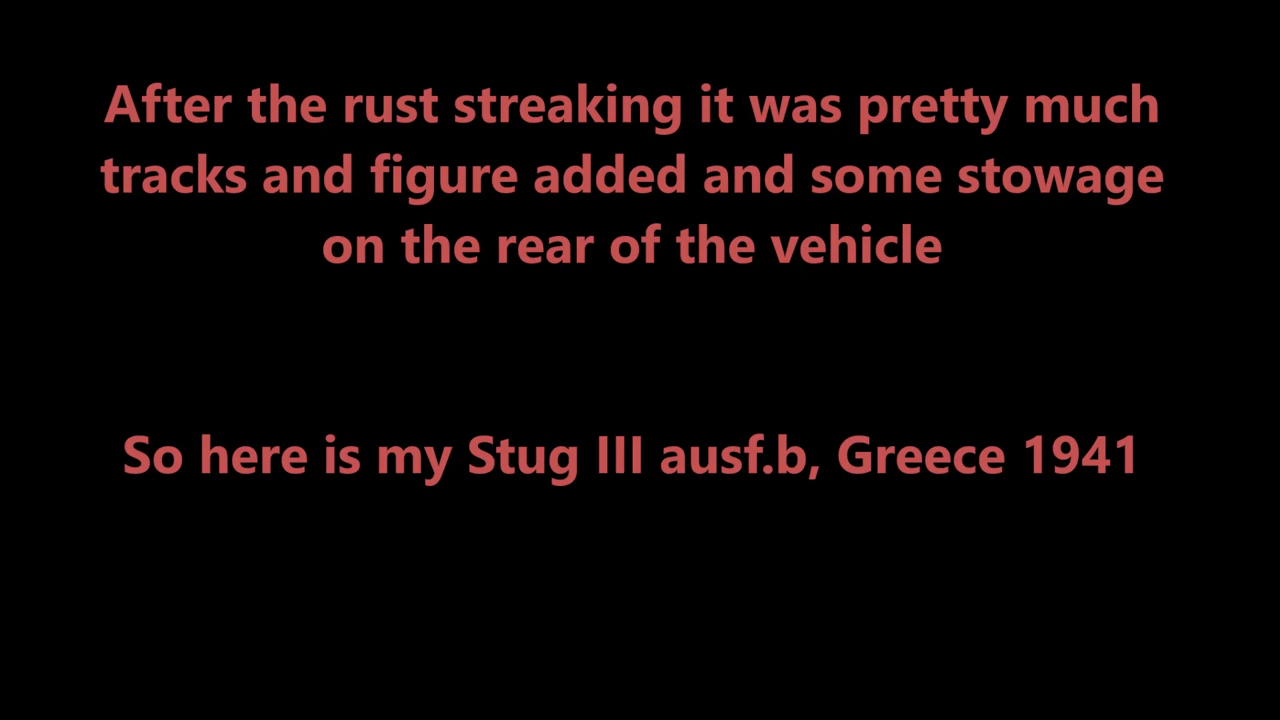 After the rust streaking it was pretty much
tracks and figure added and some stowage
on the rear of the vehicle
So here is my Stug III ausf.b, Greece 1941